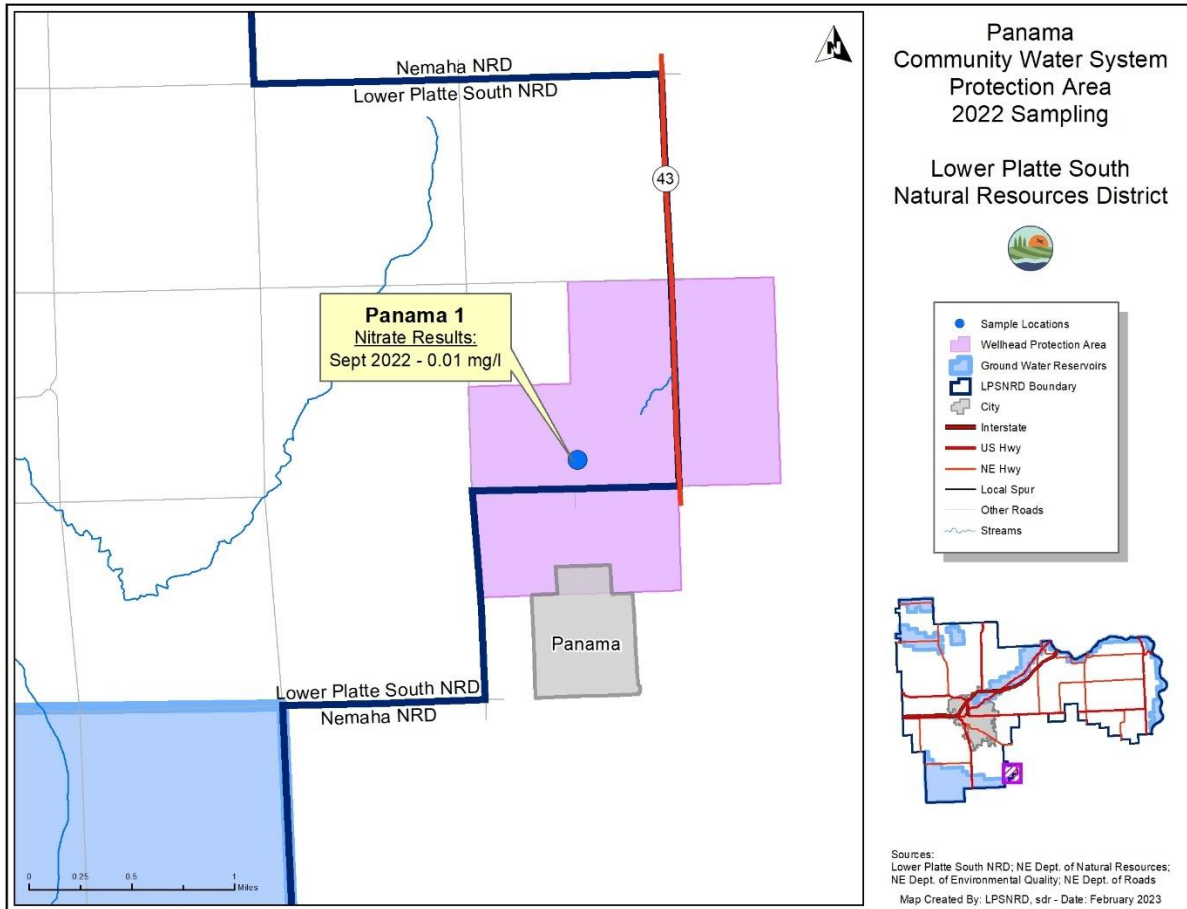 Nemaha NRD
Lower Platte South NRD
N
43
Panama 1
Nitrate Results:
Sept 2022 - 0.01 mg/l
Panama
Lower Platte South NRD
Nemaha NRD
0 0.25 0.5 1
Miles
Panama
Community Water System
Protection Area
2022 Sampling
Lower Platte South
Natural Resources District
Sample Locations
Wellhead Protection Area
Ground Water Reservoirs
LPSNRD Boundary
City
Interstate
US Hwy
NE Hwy
Local Spur
Other Roads
Streams
Sources:
Lower Platte South NRD; NE Dept. of Natural Resources;
NE Dept. of Environmental Quality; NE Dept. of Roads
Map Created By: LPSNRD, sdr - Date: February 2023